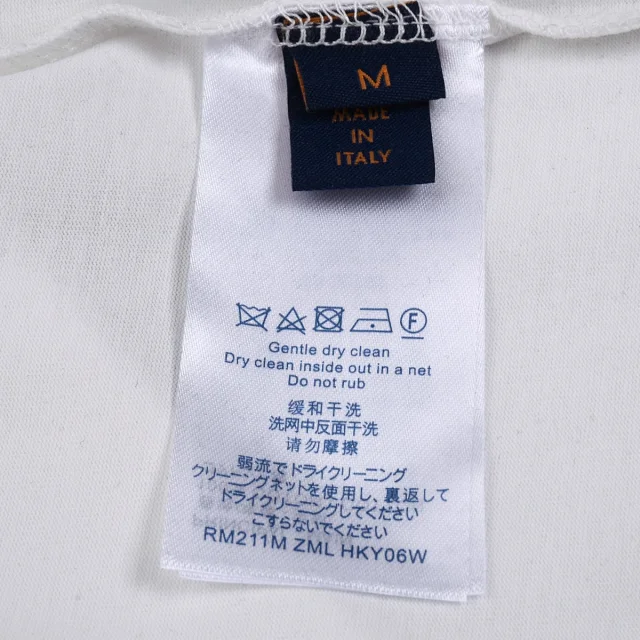 M
MADE
IN
ITALY
F
Gentle dry clean
Dry clean inside out in a net
Do not rub
缓和干洗
洗网中反面干洗
请勿摩擦
弱流でドライクリーニング
クリーニングネットを使用し、裏返して
ドライクリーニングしてください
こすらないでください
RM211M ZML HKY06W